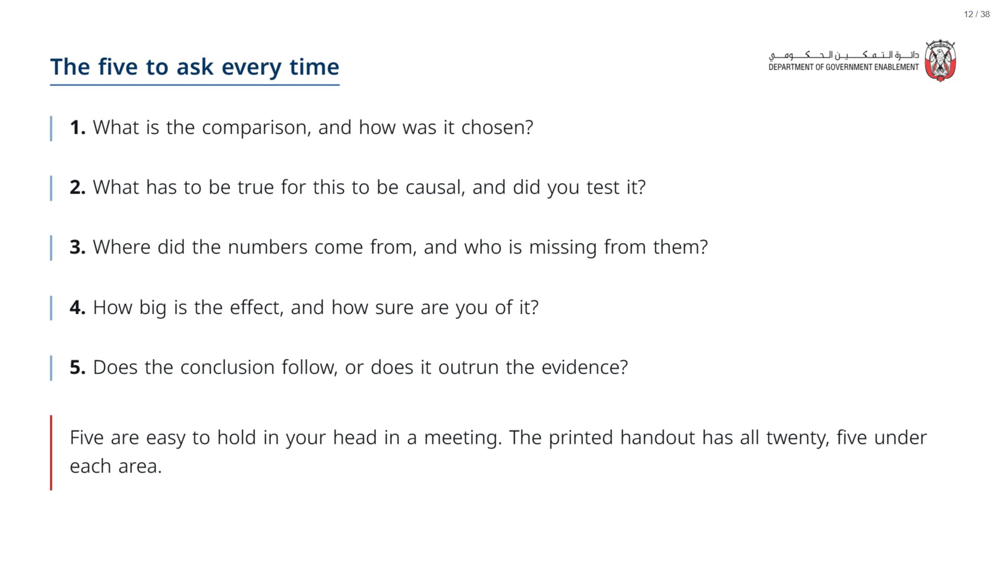 12 / 38
The five to ask every time
دائرة التمكين الحكومي
DEPARTMENT OF GOVERNMENT ENABLEMENT
1. What is the comparison, and how was it chosen?
2. What has to be true for this to be causal, and did you test it?
3. Where did the numbers come from, and who is missing from them?
4. How big is the effect, and how sure are you of it?
5. Does the conclusion follow, or does it outrun the evidence?
Five are easy to hold in your head in a meeting. The printed handout has all twenty, five under
each area.